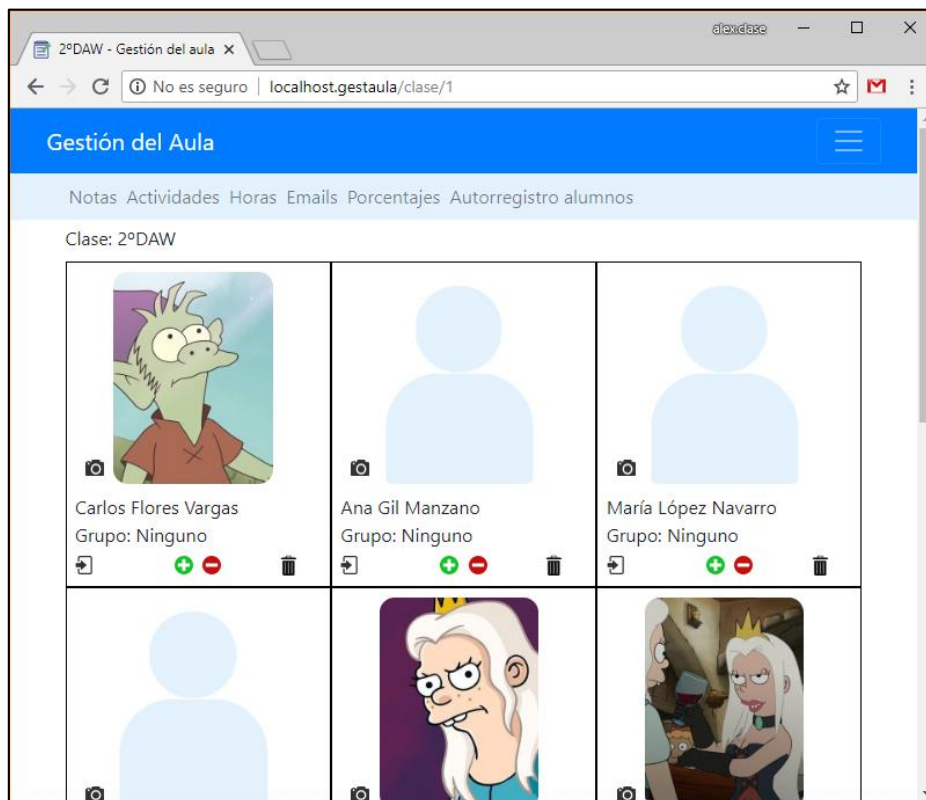 alex.clase
2ºDAW - Gestión del aula
No es seguro | localhost.gestaula/clase/1
Gestión del Aula
Notas Actividades Horas Emails Porcentajes Autorregistro alumnos
Clase: 2ºDAW
Carlos Flores Vargas
Grupo: Ninguno
Ana Gil Manzano
Grupo: Ninguno
María López Navarro
Grupo: Ninguno